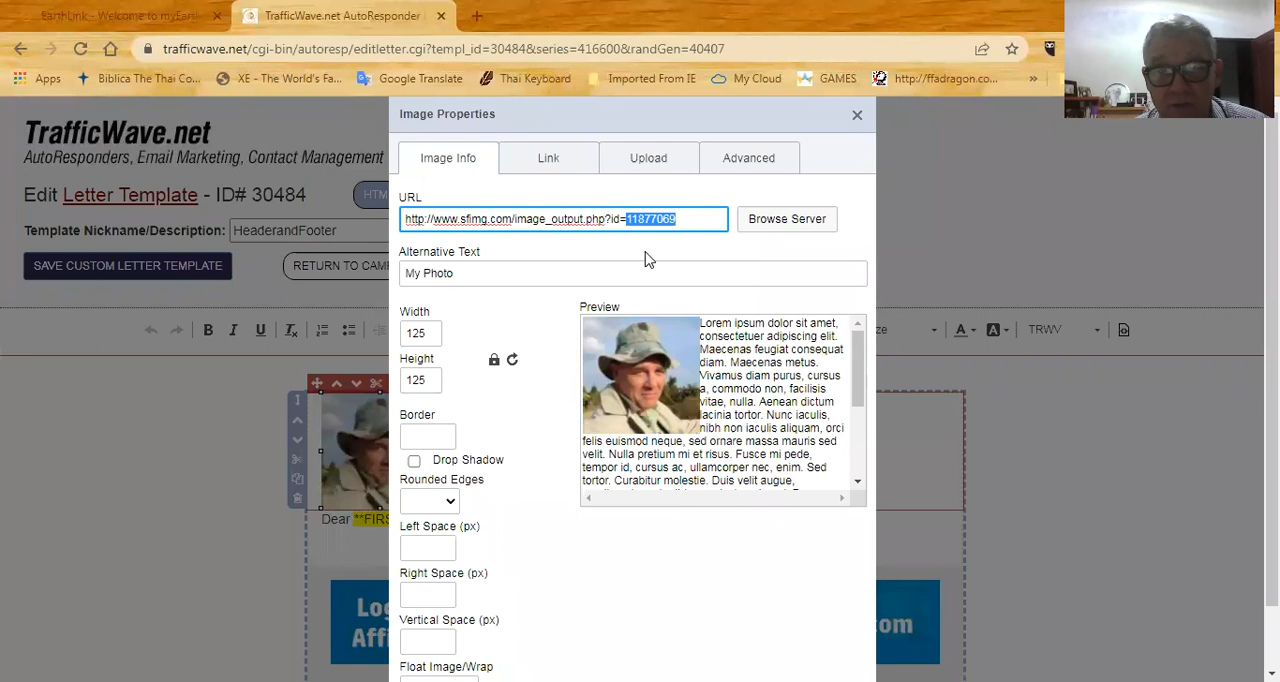 EarthLink - Welcome to myEart
TrafficWave.net AutoResponder
trafficwave.net/cgi-bin/autoresp/editletter.cgi?templ_id=30484&series=416600&randGen=40407
Apps
Biblica The Thai Co...
XE - The World's Fa...
Google Translate
Thai Keyboard
Imported From IE
My Cloud
GAMES
http://ffadragon.co...
»
TrafficWave.net
AutoResponders, Email Marketing, Contact Management
Edit Letter Template - ID# 30484
HTM
Template Nickname/Description: HeaderandFooter
SAVE CUSTOM LETTER TEMPLATE
RETURN TO CAM
Image Properties
Image Info
Link
Upload
Advanced
URL
http://www.sfimg.com/image_output.php?id=11877069
Browse Server
Alternative Text
My Photo
Width
125
Height
125
Border
Drop Shadow
Rounded Edges
Left Space (px)
Right Space (px)
Vertical Space (px)
Float Image/Wrap
Preview
Lorem ipsum dolor sit amet,
consectetuer adipiscing elit.
Maecenas feugiat consequat
diam. Maecenas metus.
Vivamus diam purus, cursus
a, commodo non, facilisis
vitae, nulla. Aenean dictum
lacinia tortor. Nunc iaculis,
nibh non iaculis aliquam, orci
felis euismod neque, sed ornare massa mauris sed
velit. Nulla pretium mi et risus. Fusce mi pede,
tempor id, cursus ac, ullamcorper nec, enim. Sed
tortor. Curabitur molestie. Duis velit augue,
B I U
ze
A
A
TRWV
Dear **FIRS
Log
Affi
com